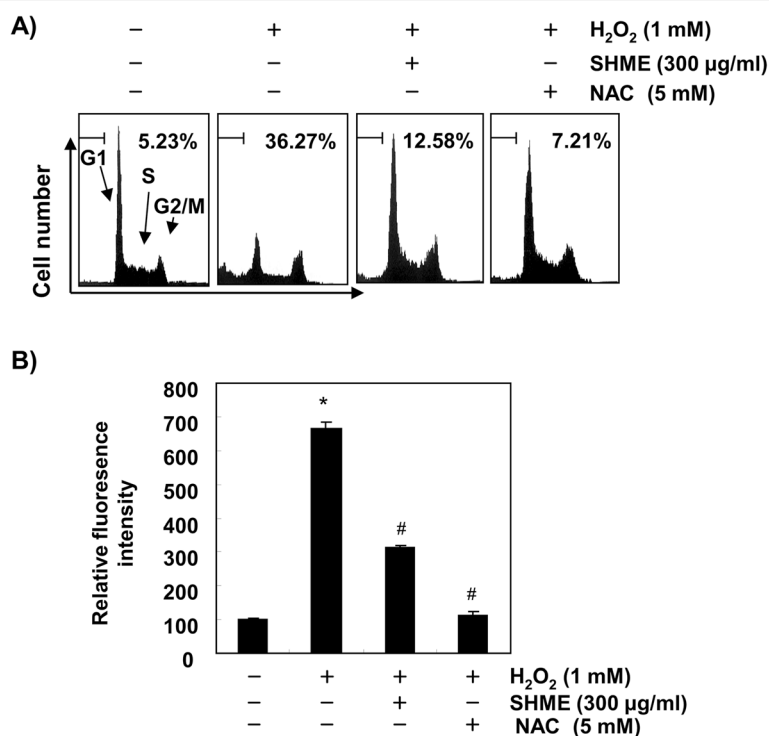 A)
− + + + H₂O₂ (1 mM)
− − + − SHME (300 μg/ml)
− − − + NAC (5 mM)
5.23% 36.27% 12.58% 7.21%
G1
S
G2/M
Cell number
B)
800
700
600
500
400
300
200
100
0
Relative fluoresence
intensity
*
#
#
− + + + H₂O₂ (1 mM)
− − + − SHME (300 μg/ml)
− − − + NAC (5 mM)